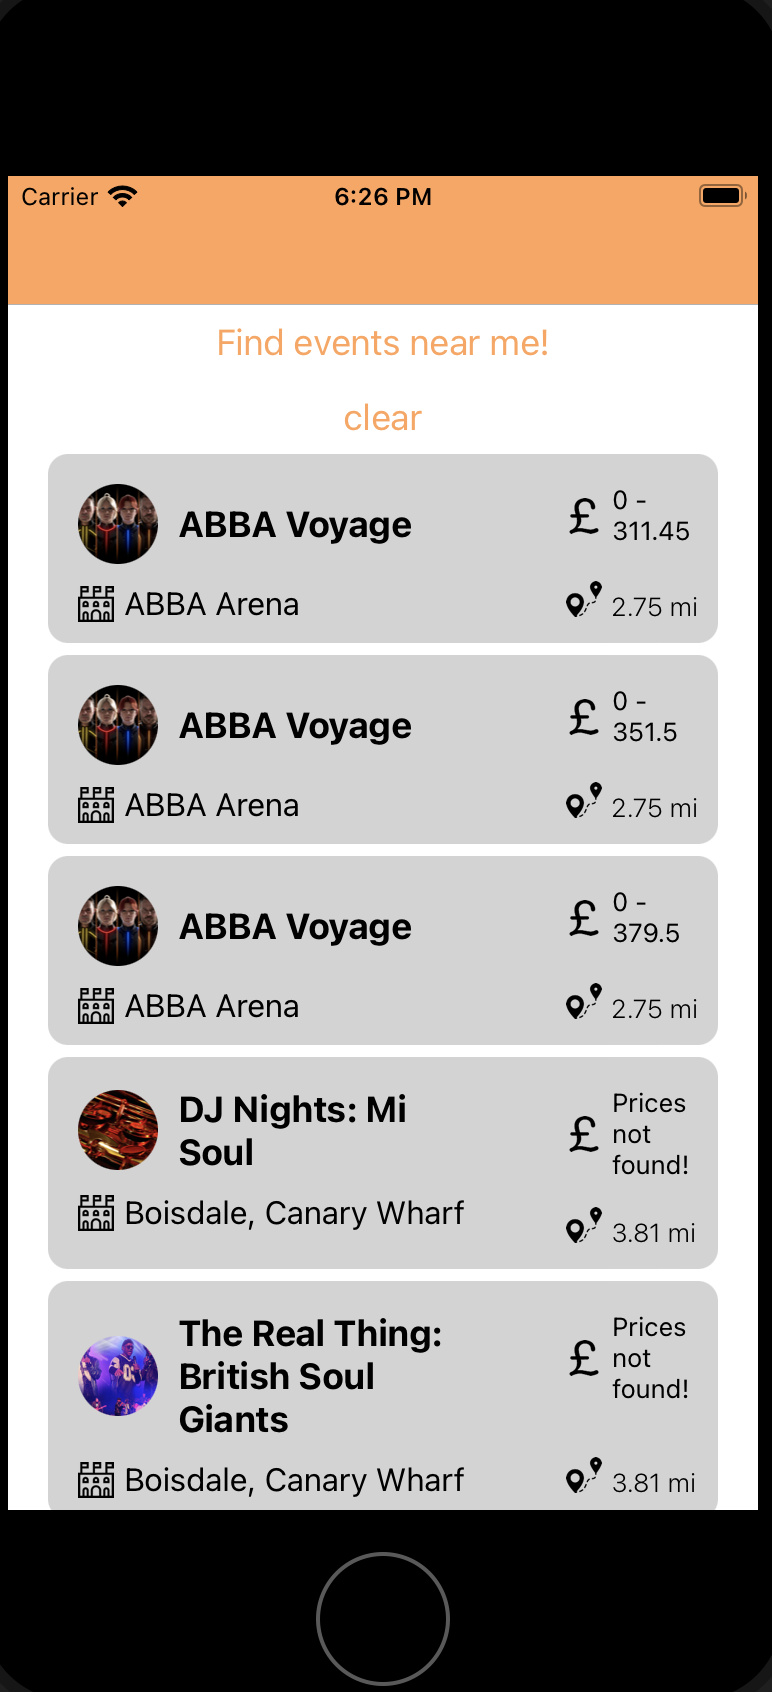 Carrier 6:26 PM
Find events near me!
clear
ABBA Voyage
£ 0 -
311.45
ABBA Arena
2.75 mi
ABBA Voyage
£ 0 -
351.5
ABBA Arena
2.75 mi
ABBA Voyage
£ 0 -
379.5
ABBA Arena
2.75 mi
DJ Nights: Mi
Soul
£ Prices
not
found!
Boisdale, Canary Wharf
3.81 mi
The Real Thing:
British Soul
Giants
£ Prices
not
found!
Boisdale, Canary Wharf
3.81 mi